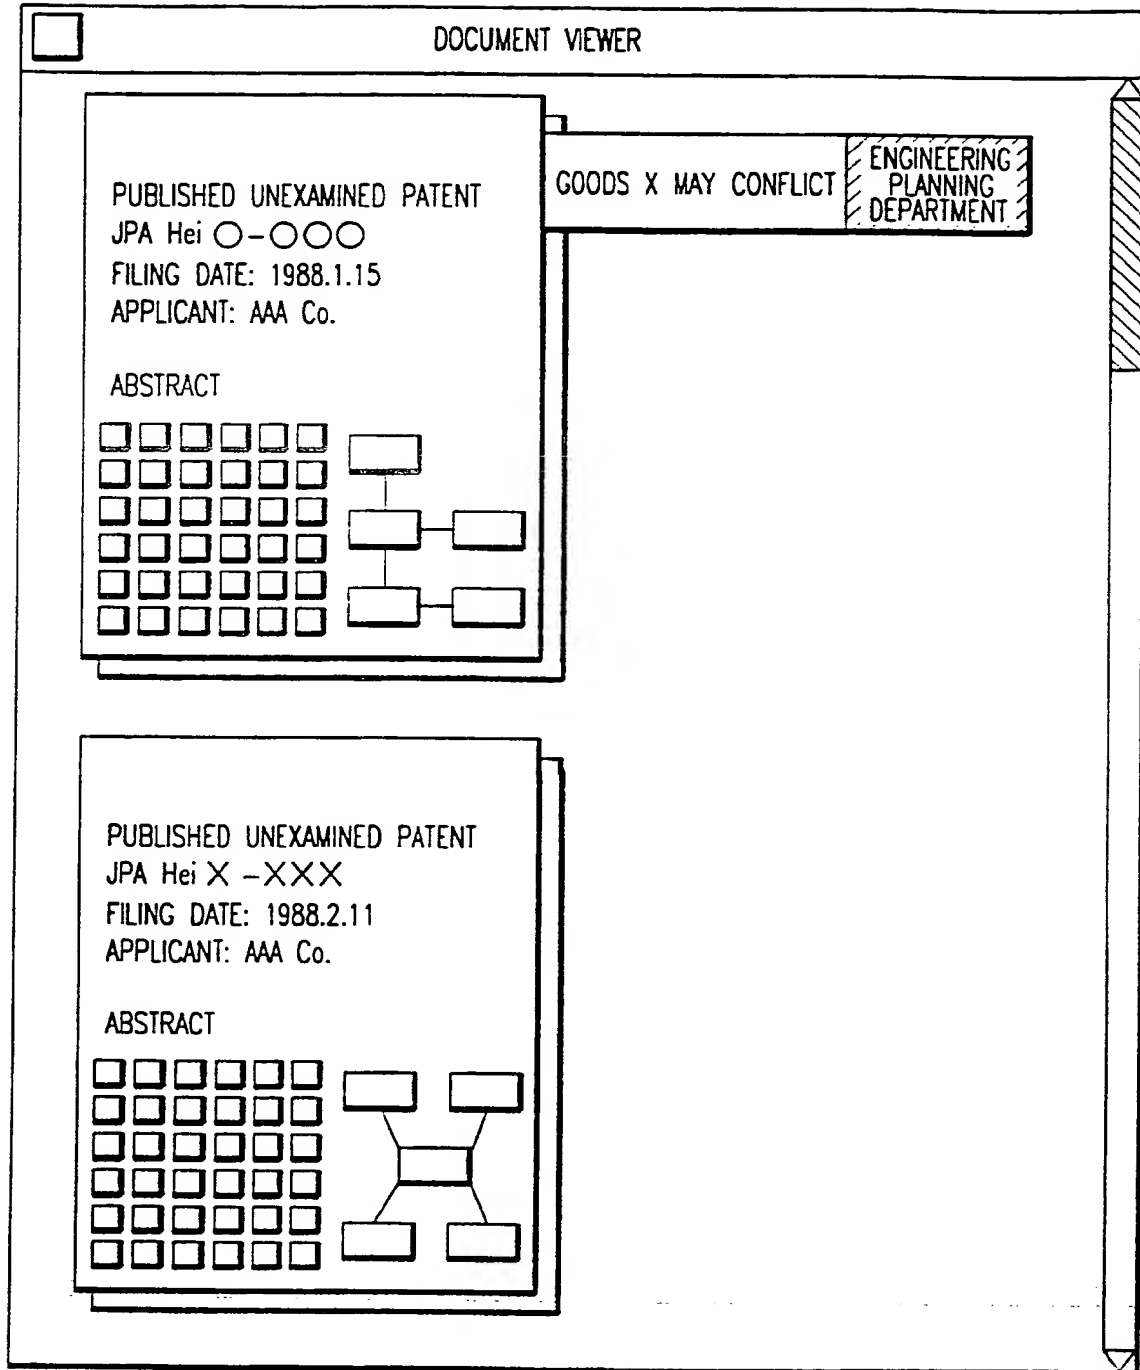 DOCUMENT VIEWER
PUBLISHED UNEXAMINED PATENT
JPA Hei ○-○○○
FILING DATE: 1988.1.15
APPLICANT: AAA Co.
ABSTRACT
GOODS X MAY CONFLICT
ENGINEERING
PLANNING
DEPARTMENT
PUBLISHED UNEXAMINED PATENT
JPA Hei X -XXX
FILING DATE: 1988.2.11
APPLICANT: AAA Co.
ABSTRACT